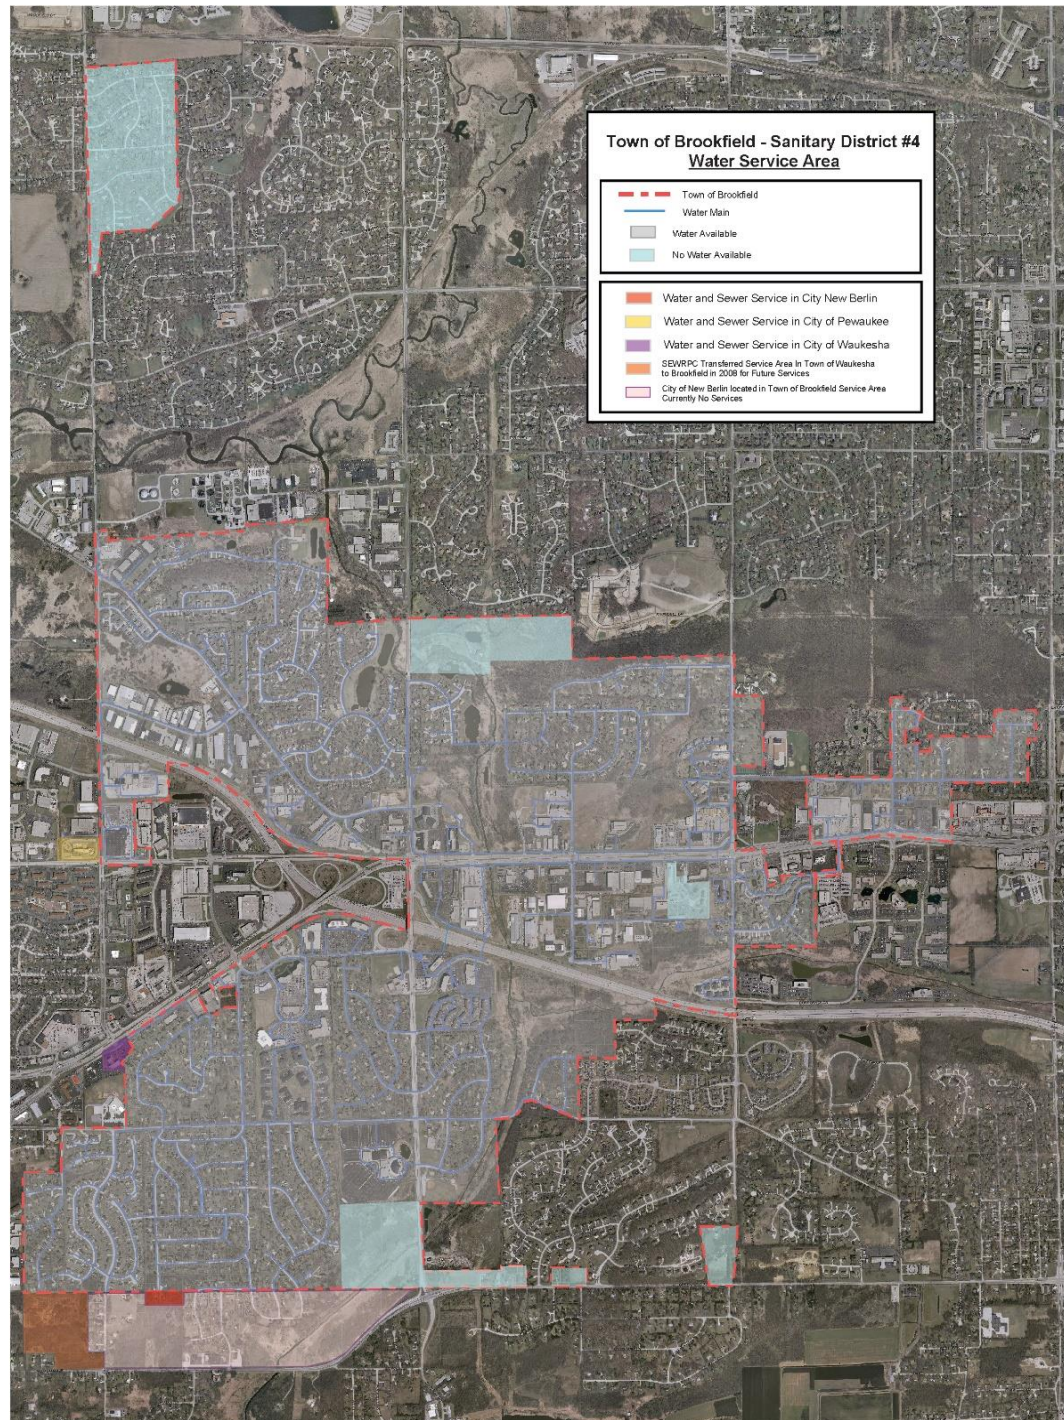 Town of Brookfield - Sanitary District #4
Water Service Area
Town of Brookfield
Water Main
Water Available
No Water Available
Water and Sewer Service in City New Berlin
Water and Sewer Service in City of Pewaukee
Water and Sewer Service in City of Waukesha
SEWRPC Transferred Service Area In Town of Waukesha
to Brookfield in 2008 for Future Services
City of New Berlin located in Town of Brookfield Service Area
Currently No Services